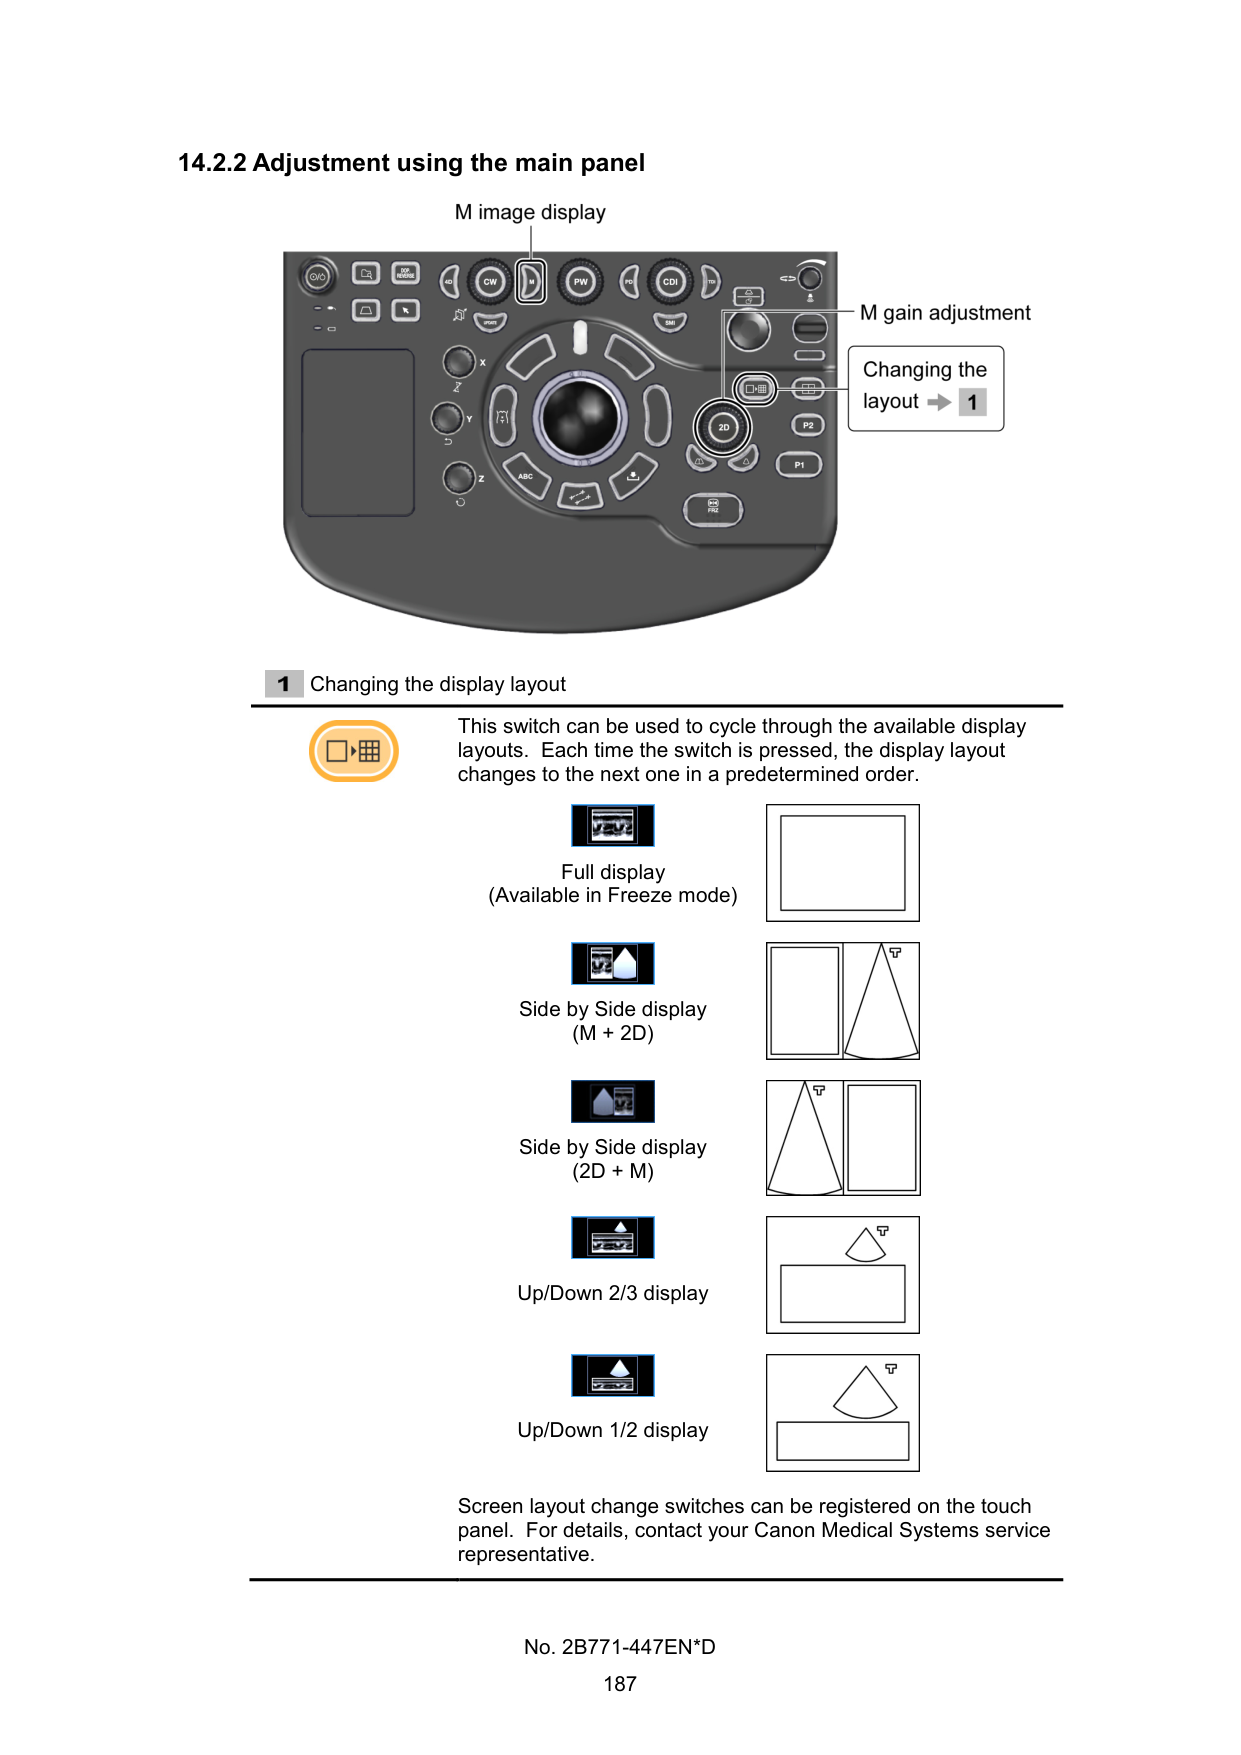 14.2.2 Adjustment using the main panel
M image display
DOP REVERSE
4D
CW
M
PW
PD
CDI
TDI
UPDATE
SMI
M gain adjustment
X
Changing the
layout 1
Y
2D
P2
Z
ABC
P1
FRZ
1 Changing the display layout
This switch can be used to cycle through the available display
layouts. Each time the switch is pressed, the display layout
changes to the next one in a predetermined order.
Full display
(Available in Freeze mode)
Side by Side display
(M + 2D)
Side by Side display
(2D + M)
Up/Down 2/3 display
Up/Down 1/2 display
Screen layout change switches can be registered on the touch
panel. For details, contact your Canon Medical Systems service
representative.
No. 2B771-447EN*D
187